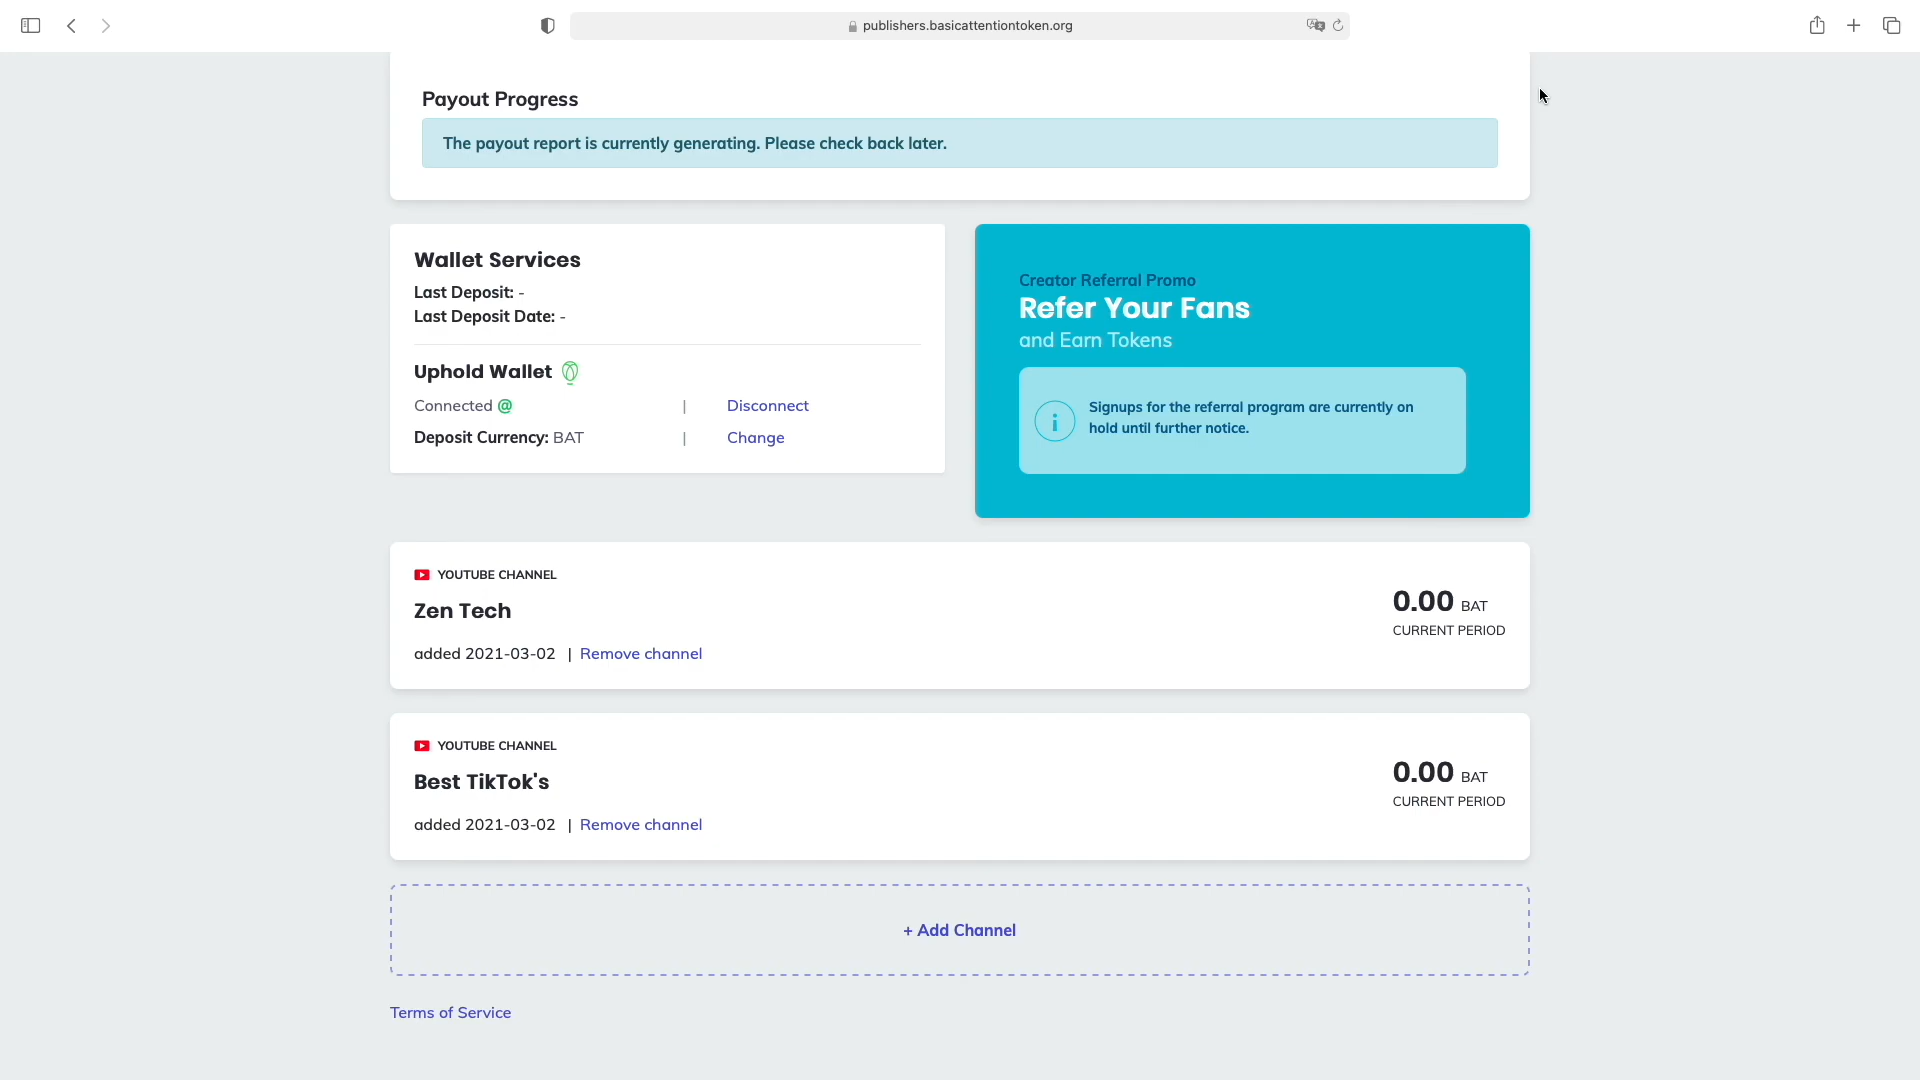 publishers.basicattentiontoken.org
Payout Progress
The payout report is currently generating. Please check back later.
Wallet Services
Last Deposit: -
Last Deposit Date: -
Uphold Wallet
Connected @ | Disconnect
Deposit Currency: BAT | Change
Creator Referral Promo
Refer Your Fans
and Earn Tokens
Signups for the referral program are currently on
hold until further notice.
YOUTUBE CHANNEL
Zen Tech
added 2021-03-02 | Remove channel
0.00 BAT
CURRENT PERIOD
YOUTUBE CHANNEL
Best TikTok's
added 2021-03-02 | Remove channel
0.00 BAT
CURRENT PERIOD
+ Add Channel
Terms of Service